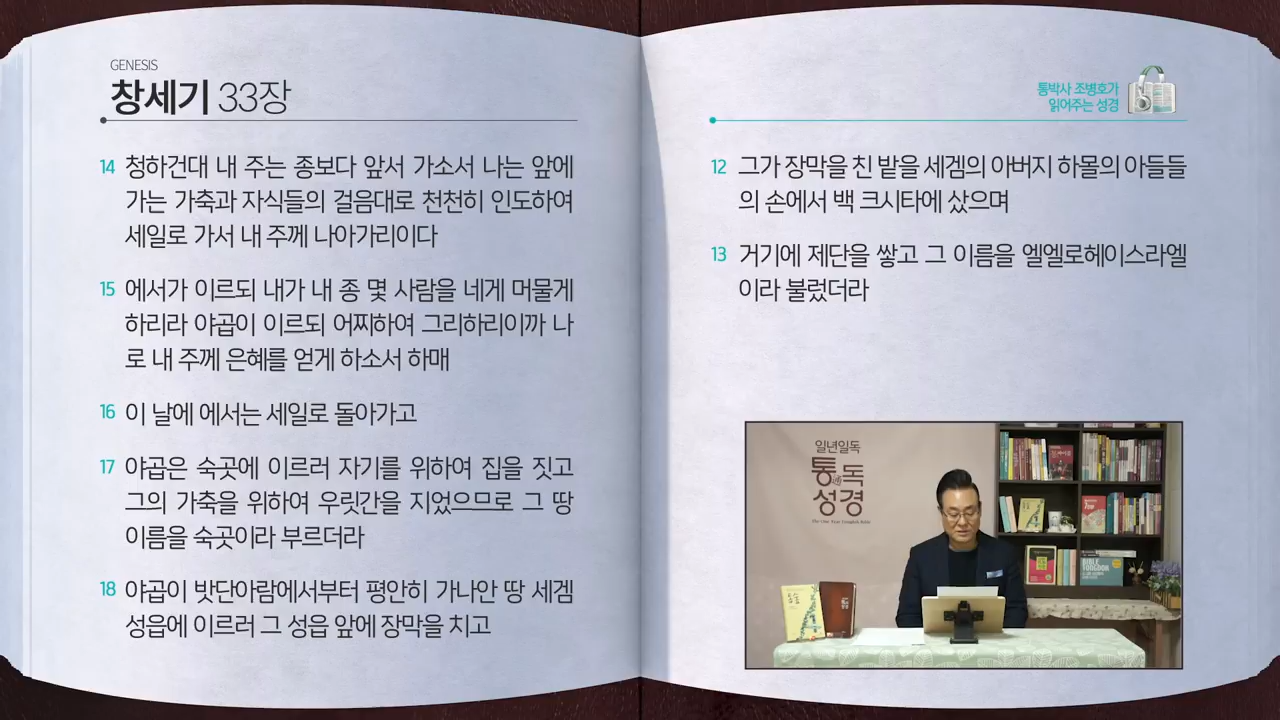 GENESIS
창세기 33장
14 청하건대 내 주는 종보다 앞서 가소서 나는 앞에
가는 가축과 자식들의 걸음대로 천천히 인도하여
세일로 가서 내 주께 나아가리이다
15 에서가 이르되 내가 내 종 몇 사람을 네게 머물게
하리라 야곱이 이르되 어찌하여 그리하리이까 나
로 내 주께 은혜를 얻게 하소서 하매
16 이 날에 에서는 세일로 돌아가고
17 야곱은 숙곳에 이르러 자기를 위하여 집을 짓고
그의 가축을 위하여 우릿간을 지었으므로 그 땅
이름을 숙곳이라 부르더라
18 야곱이 밧단아람에서부터 평안히 가나안 땅 세겜
성읍에 이르러 그 성읍 앞에 장막을 치고
통박사 조병호가
읽어주는 성경
12 그가 장막을 친 밭을 세겜의 아버지 하몰의 아들들
의 손에서 백 크시타에 샀으며
13 거기에 제단을 쌓고 그 이름을 엘엘로헤이스라엘
이라 불렀더라
일년일독
통독
성경
The One Year Tongdok Bible